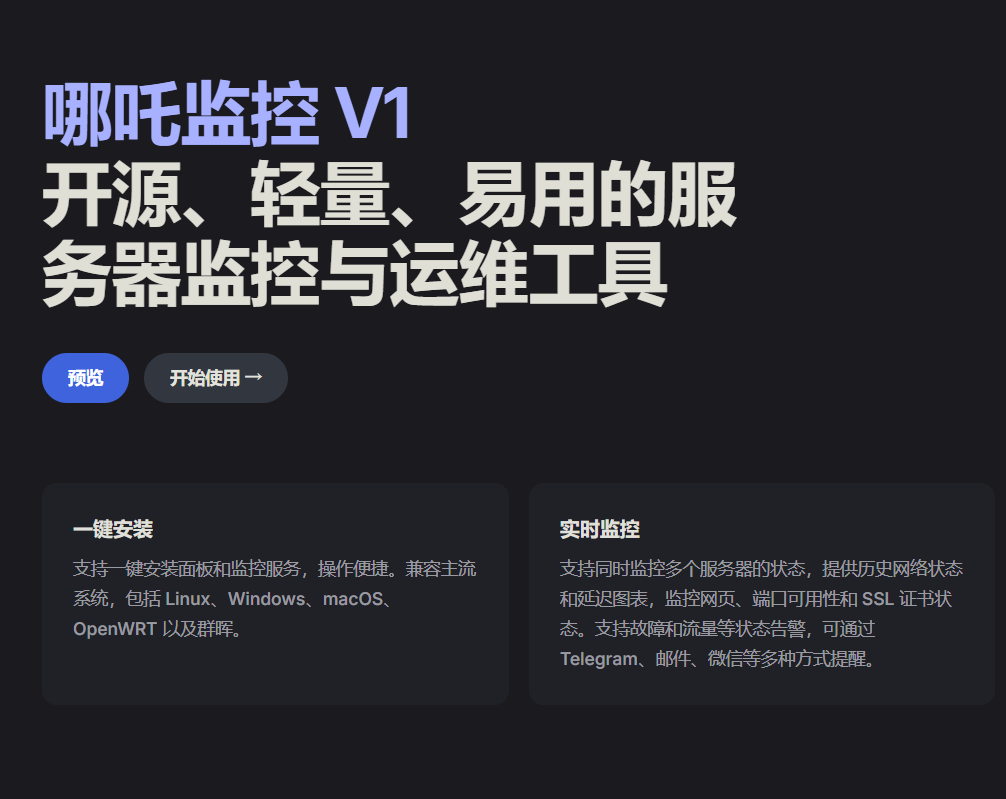 哪吒监控 V1
开源、轻量、易用的服
务器监控与运维工具
预览
开始使用 →
一键安装
支持一键安装面板和监控服务，操作便捷。兼容主流
系统，包括 Linux、Windows、macOS、
OpenWRT 以及群晖。
实时监控
支持同时监控多个服务器的状态，提供历史网络状态
和延迟图表，监控网页、端口可用性和 SSL 证书状
态。支持故障和流量等状态告警，可通过
Telegram、邮件、微信等多种方式提醒。